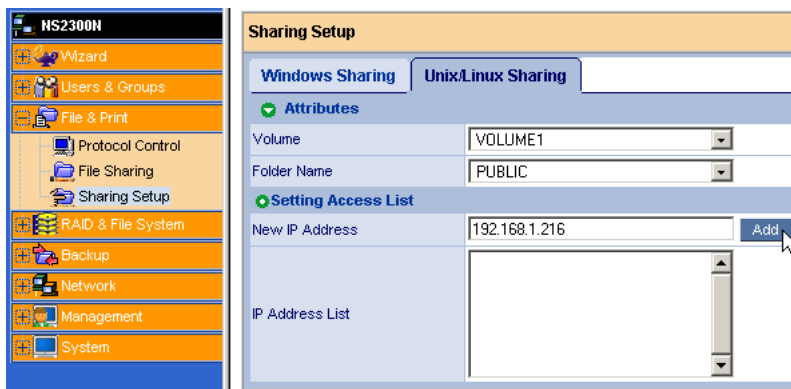 NS2300N
Wizard
Users & Groups
File & Print
Protocol Control
File Sharing
Sharing Setup
RAID & File System
Backup
Network
Management
System
Sharing Setup
Windows Sharing
Unix/Linux Sharing
Attributes
Volume
VOLUME1
Folder Name
PUBLIC
Setting Access List
New IP Address
192.168.1.216
Add
IP Address List